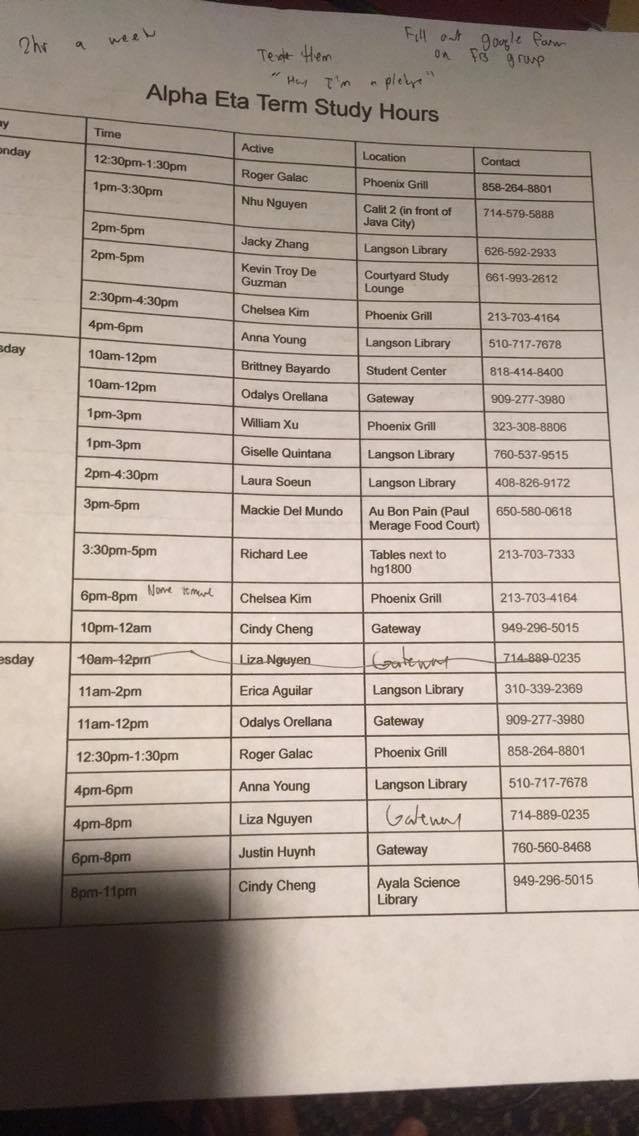 2hr a week
Fill out google form
on FB group
Text them
"Hey I'm a pledge"
Alpha Eta Term Study Hours
ay Time Active Location Contact
onday 12:30pm-1:30pm Roger Galac Phoenix Grill 858-264-8801
1pm-3:30pm Nhu Nguyen Calit 2 (in front of 714-579-5888
Java City)
2pm-5pm Jacky Zhang Langson Library 626-592-2933
2pm-5pm Kevin Troy De Courtyard Study 661-993-2612
Guzman Lounge
2:30pm-4:30pm Chelsea Kim Phoenix Grill 213-703-4164
4pm-6pm Anna Young Langson Library 510-717-7678
sday 10am-12pm Brittney Bayardo Student Center 818-414-8400
10am-12pm Odalys Orellana Gateway 909-277-3980
1pm-3pm William Xu Phoenix Grill 323-308-8806
1pm-3pm Giselle Quintana Langson Library 760-537-9515
2pm-4:30pm Laura Soeun Langson Library 408-826-9172
3pm-5pm Mackie Del Mundo Au Bon Pain (Paul 650-580-0618
Merage Food Court)
3:30pm-5pm Richard Lee Tables next to 213-703-7333
hg1800
6pm-8pm Chelsea Kim Phoenix Grill 213-703-4164
10pm-12am Cindy Cheng Gateway 949-296-5015
esday 10am-12pm Liza Nguyen Gateway 714-889-0235
11am-2pm Erica Aguilar Langson Library 310-339-2369
11am-12pm Odalys Orellana Gateway 909-277-3980
12:30pm-1:30pm Roger Galac Phoenix Grill 858-264-8801
4pm-6pm Anna Young Langson Library 510-717-7678
4pm-8pm Liza Nguyen Gateway 714-889-0235
6pm-8pm Justin Huynh Gateway 760-560-8468
8pm-11pm Cindy Cheng Ayala Science 949-296-5015
Library